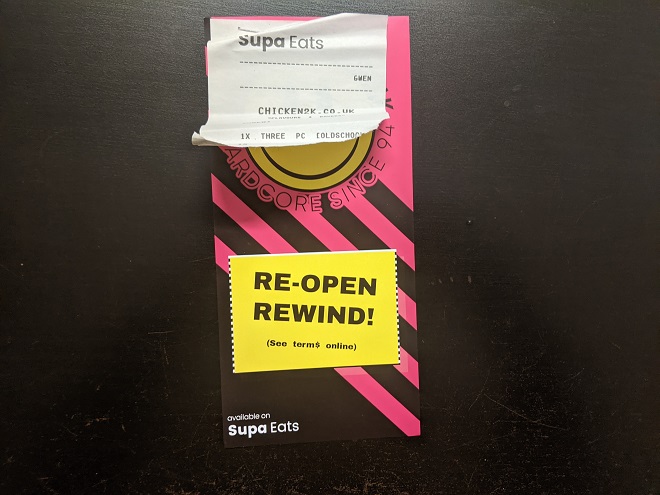 Supa Eats
GWEN
CHICKEN2K.CO.UK
1X THREE PC [OLDSCHOO
ARDCORE SINCE 94
RE-OPEN
REWIND!
(See term$ online)
available on
Supa Eats